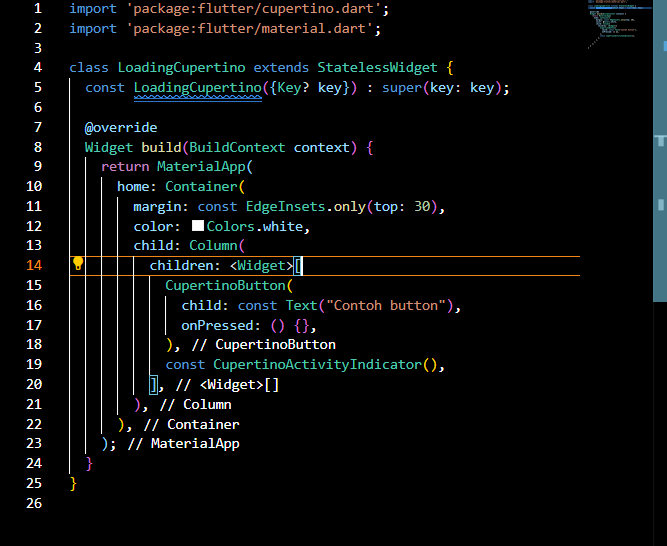 1 import 'package:flutter/cupertino.dart';
2 import 'package:flutter/material.dart';
3
4 class LoadingCupertino extends StatelessWidget {
5   const LoadingCupertino({Key? key}) : super(key: key);
6
7   @override
8   Widget build(BuildContext context) {
9     return MaterialApp(
10       home: Container(
11         margin: const EdgeInsets.only(top: 30),
12         color: Colors.white,
13         child: Column(
14           children: <Widget>[
15             CupertinoButton(
16               child: const Text("Contoh button"),
17               onPressed: () {},
18             ), // CupertinoButton
19             const CupertinoActivityIndicator(),
20           ], // <Widget>[]
21         ), // Column
22       ), // Container
23     ); // MaterialApp
24   }
25 }
26